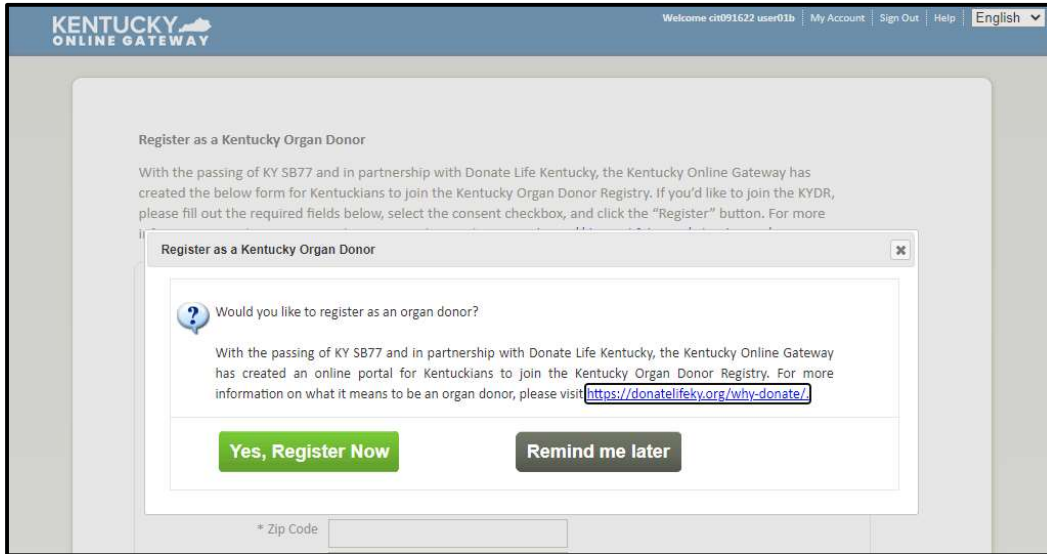 KENTUCKY
ONLINE GATEWAY
Welcome cit091622 user01b | My Account | Sign Out | Help | English
Register as a Kentucky Organ Donor
With the passing of KY SB77 and in partnership with Donate Life Kentucky, the Kentucky Online Gateway has
created the below form for Kentuckians to join the Kentucky Organ Donor Registry. If you'd like to join the KYDR,
please fill out the required fields below, select the consent checkbox, and click the “Register” button. For more
Register as a Kentucky Organ Donor
Would you like to register as an organ donor?
With the passing of KY SB77 and in partnership with Donate Life Kentucky, the Kentucky Online Gateway
has created an online portal for Kentuckians to join the Kentucky Organ Donor Registry. For more
information on what it means to be an organ donor, please visit https://donatelifeky.org/why-donate/.
Yes, Register Now
Remind me later
* Zip Code